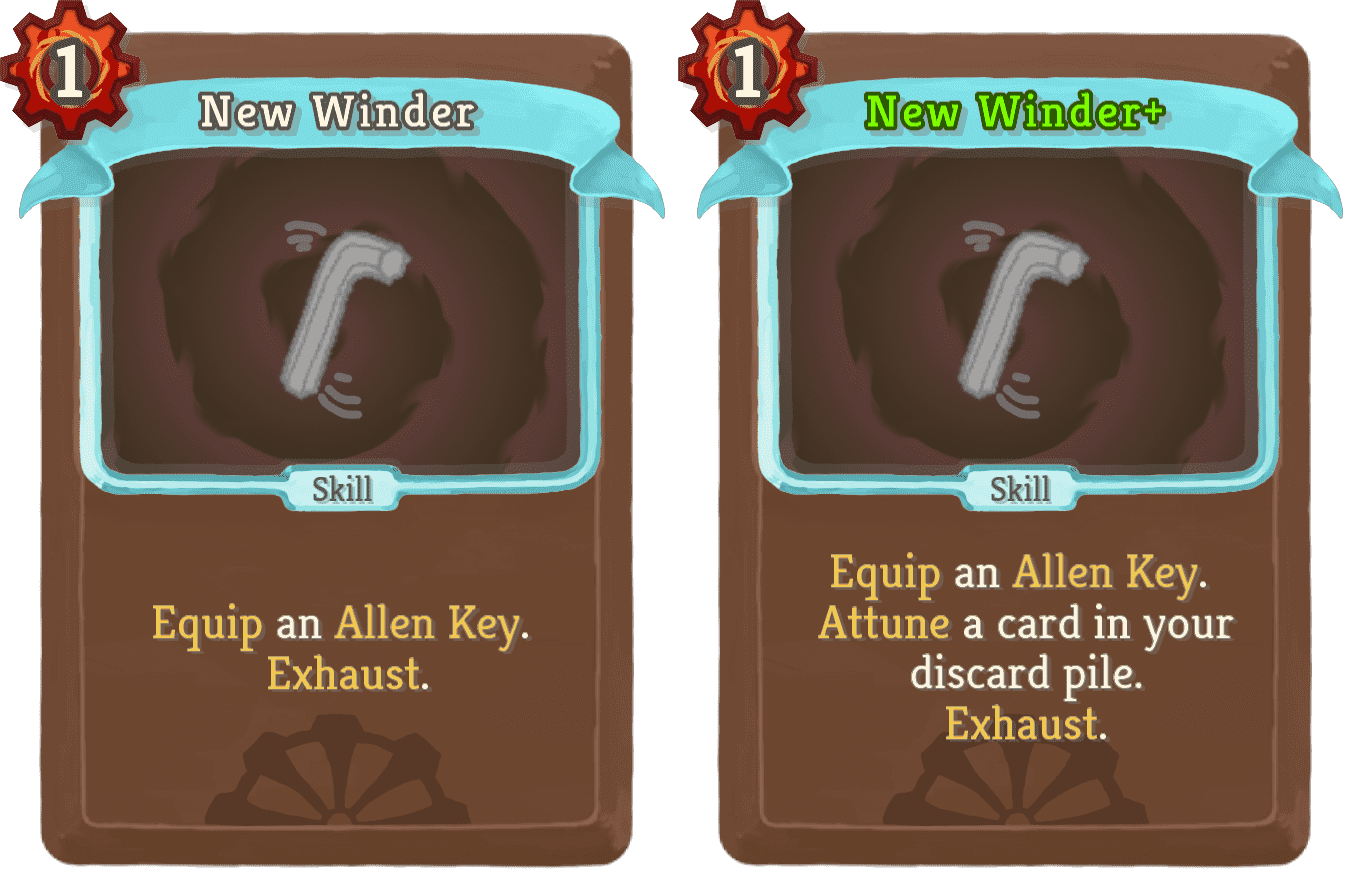 1
New Winder
Skill
Equip an Allen Key.
Exhaust.
1
New Winder+
Skill
Equip an Allen Key.
Attune a card in your
discard pile.
Exhaust.